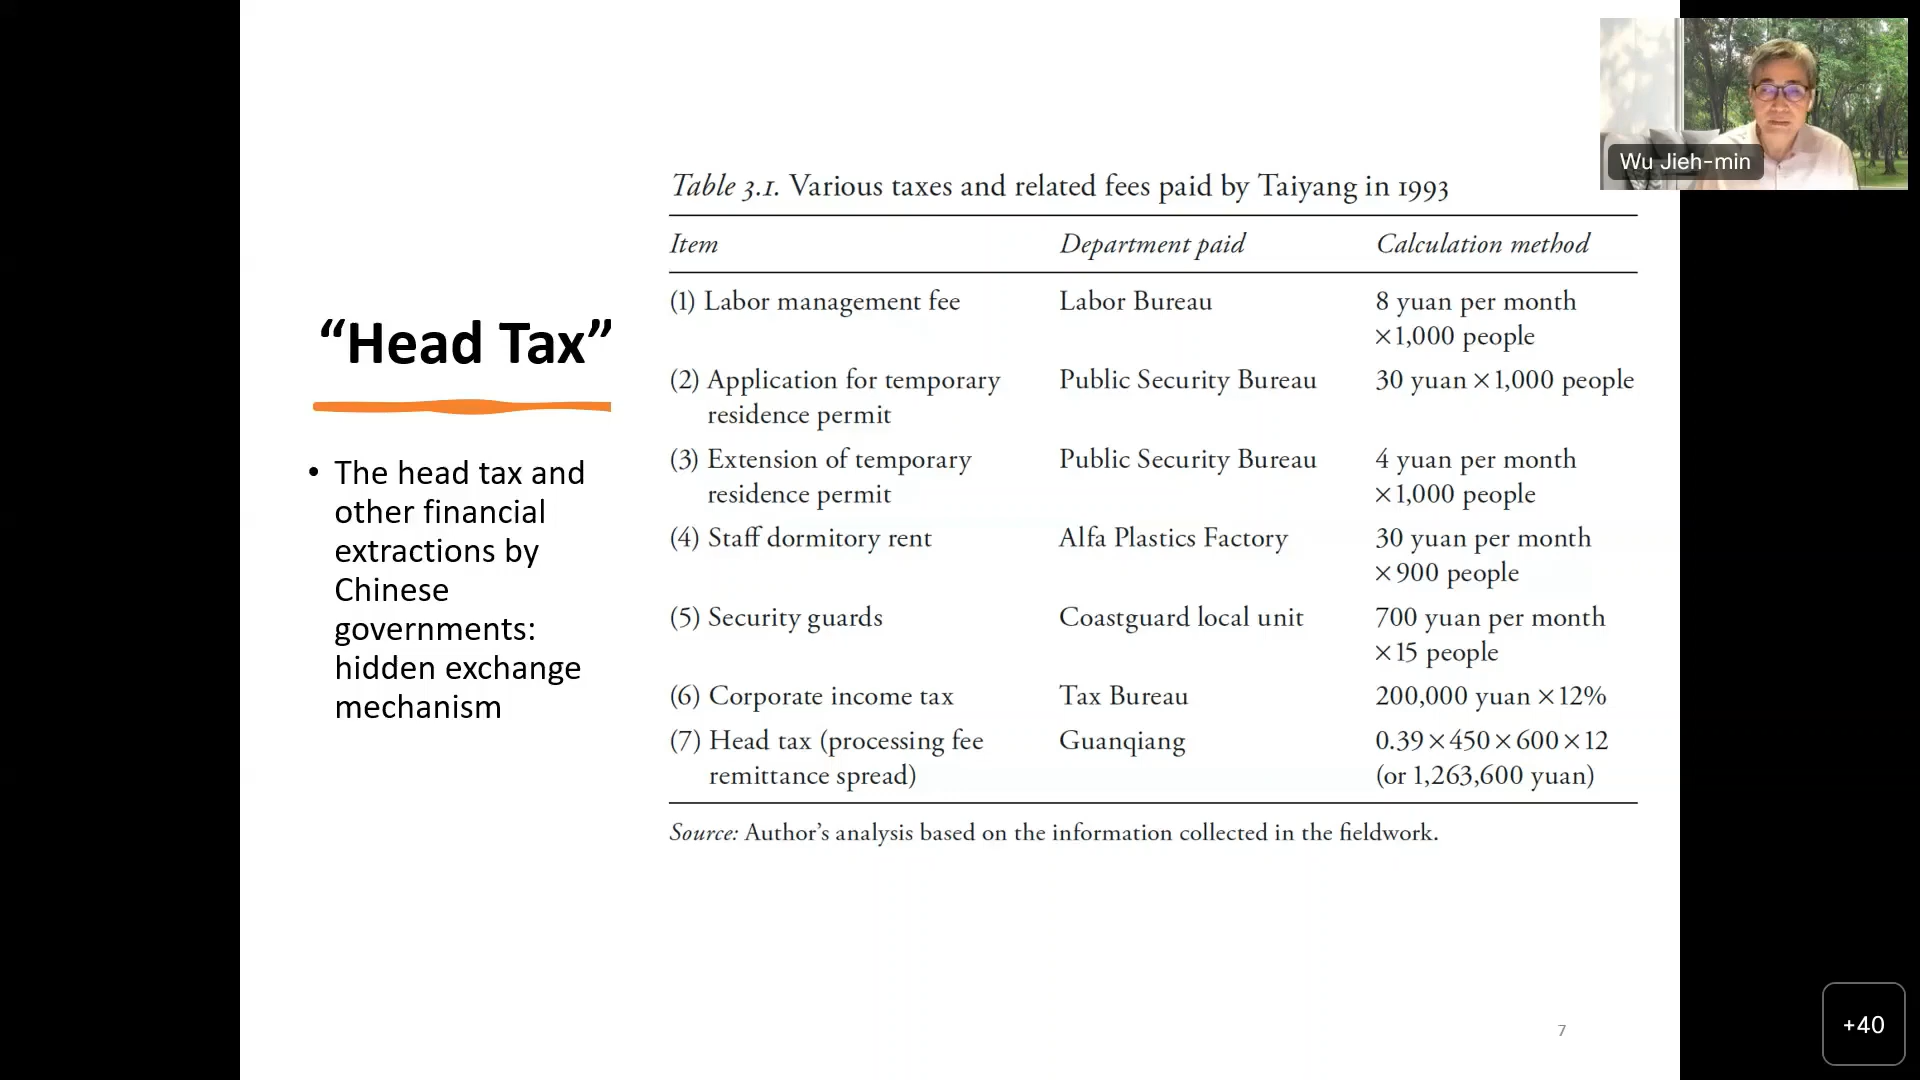 Wu Jieh-min
“Head Tax”
• The head tax and
other financial
extractions by
Chinese
governments:
hidden exchange
mechanism
Table 3.1. Various taxes and related fees paid by Taiyang in 1993
Item Department paid Calculation method
(1) Labor management fee Labor Bureau 8 yuan per month
×1,000 people
(2) Application for temporary Public Security Bureau 30 yuan ×1,000 people
residence permit
(3) Extension of temporary Public Security Bureau 4 yuan per month
residence permit ×1,000 people
(4) Staff dormitory rent Alfa Plastics Factory 30 yuan per month
×900 people
(5) Security guards Coastguard local unit 700 yuan per month
×15 people
(6) Corporate income tax Tax Bureau 200,000 yuan ×12%
(7) Head tax (processing fee Guanqiang 0.39×450×600×12
remittance spread) (or 1,263,600 yuan)
Source: Author’s analysis based on the information collected in the fieldwork.
7
+40